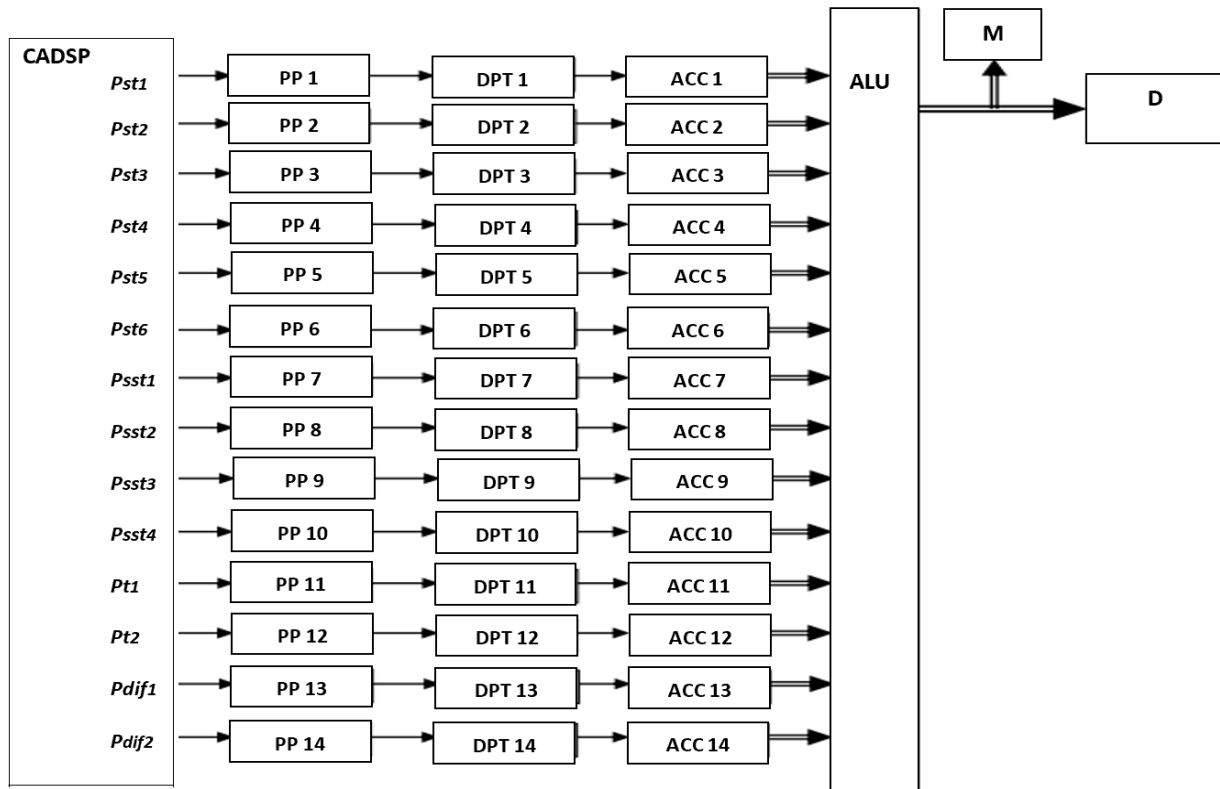 CADSP
ALU
M
D
Pst1 PP 1 DPT 1 ACC 1
Pst2 PP 2 DPT 2 ACC 2
Pst3 PP 3 DPT 3 ACC 3
Pst4 PP 4 DPT 4 ACC 4
Pst5 PP 5 DPT 5 ACC 5
Pst6 PP 6 DPT 6 ACC 6
Psst1 PP 7 DPT 7 ACC 7
Psst2 PP 8 DPT 8 ACC 8
Psst3 PP 9 DPT 9 ACC 9
Psst4 PP 10 DPT 10 ACC 10
Pt1 PP 11 DPT 11 ACC 11
Pt2 PP 12 DPT 12 ACC 12
Pdif1 PP 13 DPT 13 ACC 13
Pdif2 PP 14 DPT 14 ACC 14